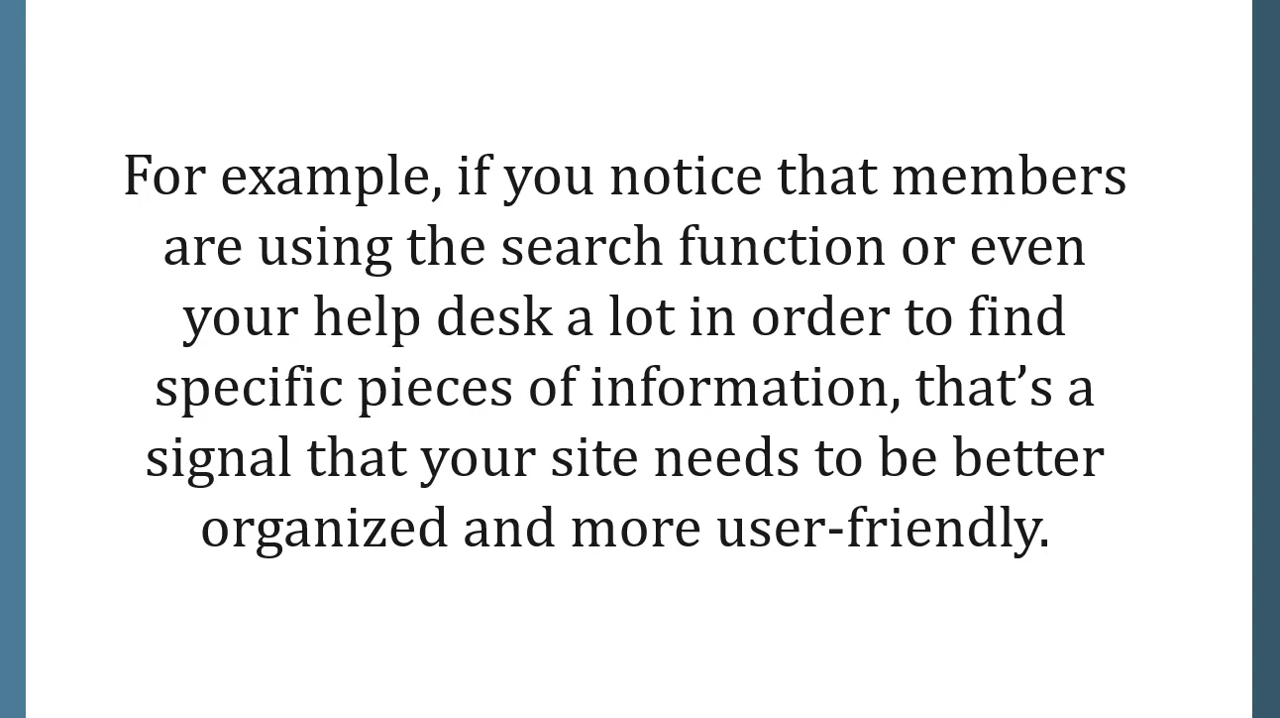 For example, if you notice that members
are using the search function or even
your help desk a lot in order to find
specific pieces of information, that’s a
signal that your site needs to be better
organized and more user-friendly.